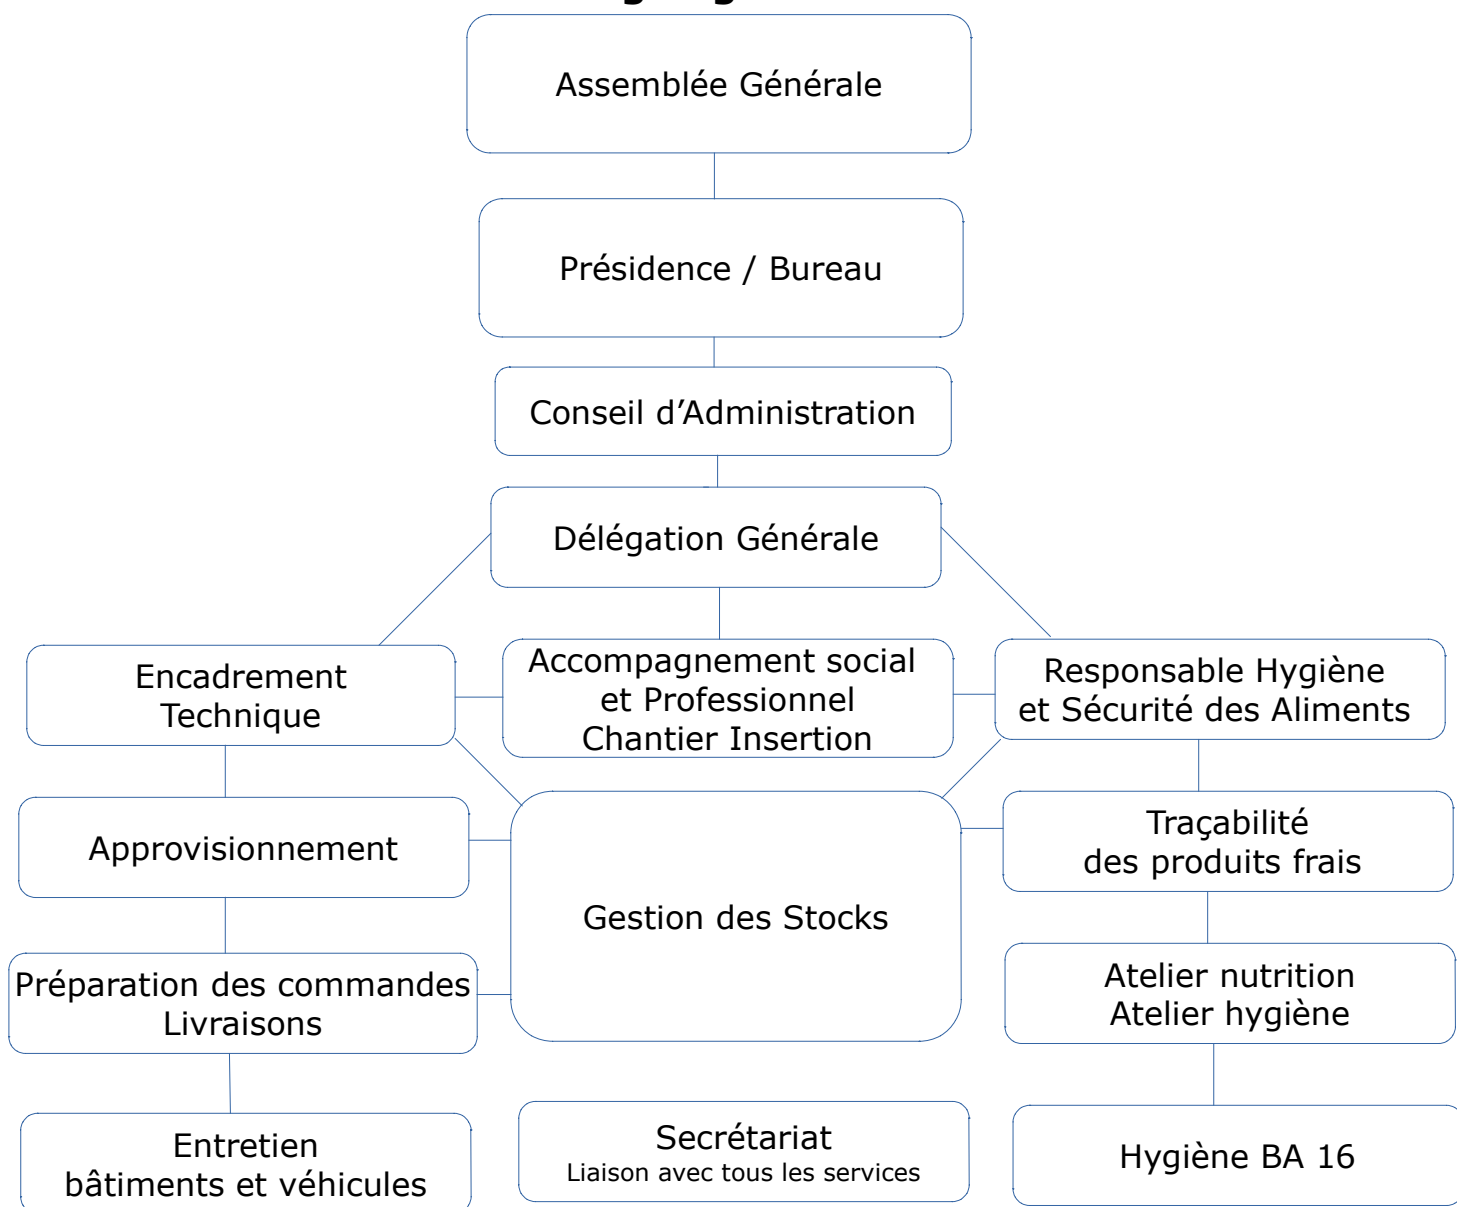 Assemblée Générale
Présidence / Bureau
Conseil d’Administration
Délégation Générale
Encadrement
Technique
Accompagnement social
et Professionnel
Chantier Insertion
Responsable Hygiène
et Sécurité des Aliments
Approvisionnement
Gestion des Stocks
Traçabilité
des produits frais
Préparation des commandes
Livraisons
Atelier nutrition
Atelier hygiène
Entretien
bâtiments et véhicules
Secrétariat
Liaison avec tous les services
Hygiène BA 16